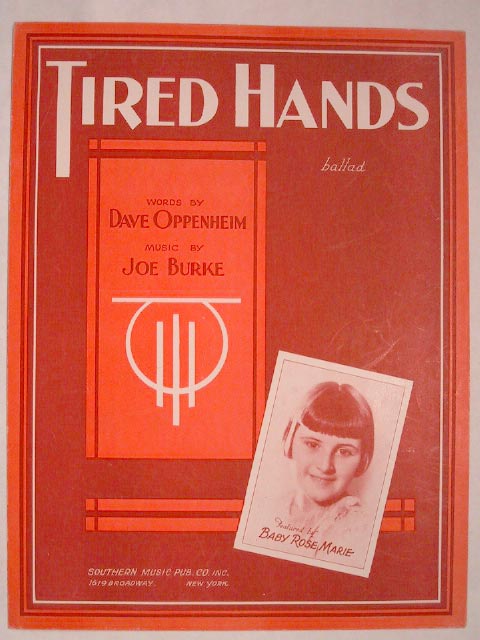 TIRED HANDS
ballad
WORDS BY
DAVE OPPENHEIM
MUSIC BY
JOE BURKE
Featured by
BABY ROSE MARIE
SOUTHERN MUSIC PUB. CO. INC.
1619 BROADWAY. NEW YORK.